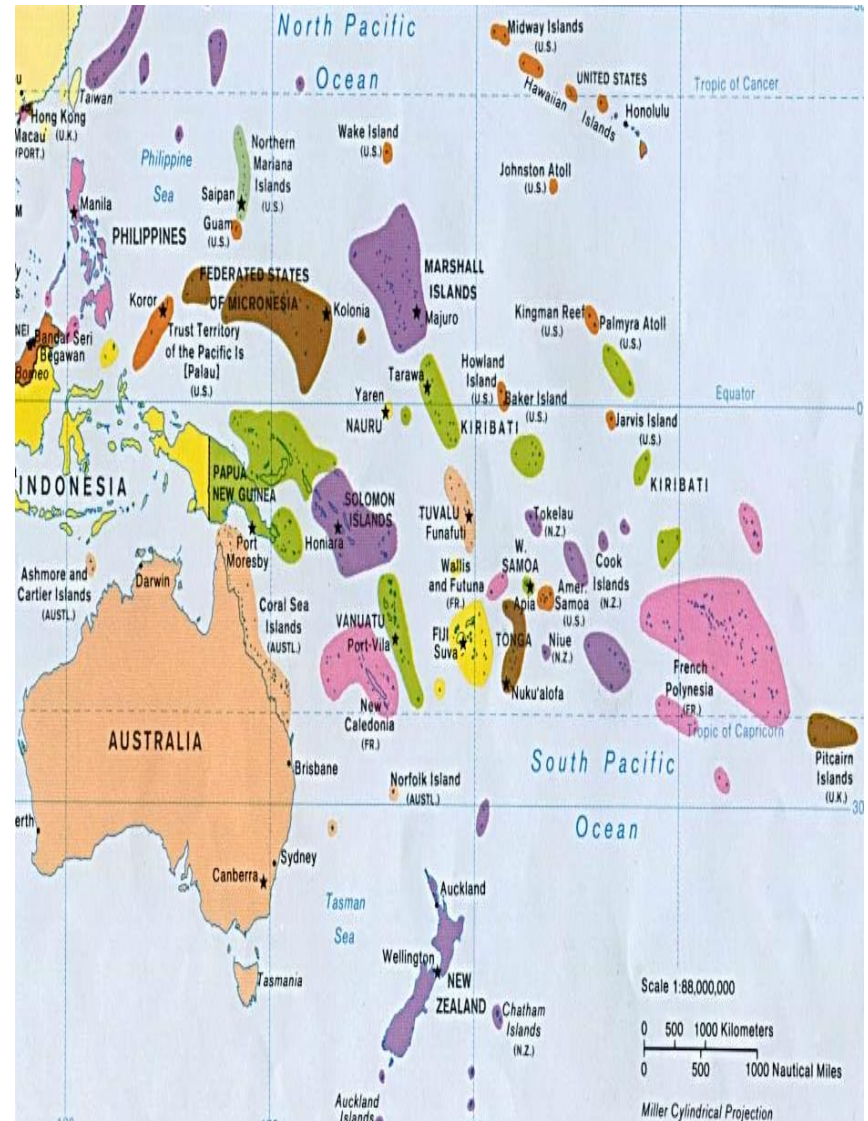 North Pacific
Ocean
Midway Islands
(U.S.)
UNITED STATES
Hawaiian
Islands
Honolulu
Tropic of Cancer
Taiwan
Hong Kong
(U.K.)
Macau
(PORT.)
Philippine
Sea
Northern
Mariana
Islands
(U.S.)
Saipan
Guam
(U.S.)
Wake Island
(U.S.)
Johnston Atoll
(U.S.)
Manila
PHILIPPINES
FEDERATED STATES
OF MICRONESIA
Kolonia
MARSHALL
ISLANDS
Majuro
Koror
Trust Territory
of the Pacific Is
[Palau]
(U.S.)
Kingman Reef
(U.S.)
Palmyra Atoll
(U.S.)
NEI
Bandar Seri
Begawan
Borneo
Tarawa
Howland
Island
(U.S.)
Baker Island
(U.S.)
Yaren
NAURU
KIRIBATI
Equator
0
Jarvis Island
(U.S.)
KIRIBATI
INDONESIA
PAPUA
NEW GUINEA
Port
Moresby
SOLOMON
ISLANDS
Honiara
TUVALU
Funafuti
Tokelau
(N.Z.)
Wallis
and Futuna
(FR.)
W.
SAMOA
Apia
Amer.
Samoa
(U.S.)
Cook
Islands
(N.Z.)
Ashmore and
Cartier Islands
(AUSTL.)
Darwin
Coral Sea
Islands
(AUSTL.)
VANUATU
Port-Vila
FIJI
Suva
TONGA
Nuku'alofa
Niue
(N.Z.)
French
Polynesia
(FR.)
New
Caledonia
(FR.)
Tropic of Capricorn
Pitcairn
Islands
(U.K.)
AUSTRALIA
Brisbane
Norfolk Island
(AUSTL.)
South Pacific
Ocean
30
erth
Canberra
Sydney
Tasman
Sea
Auckland
Wellington
NEW
ZEALAND
Tasmania
Chatham
Islands
(N.Z.)
Auckland
Islands
Scale 1:88,000,000
0 500 1000 Kilometers
0 500 1000 Nautical Miles
Miller Cylindrical Projection